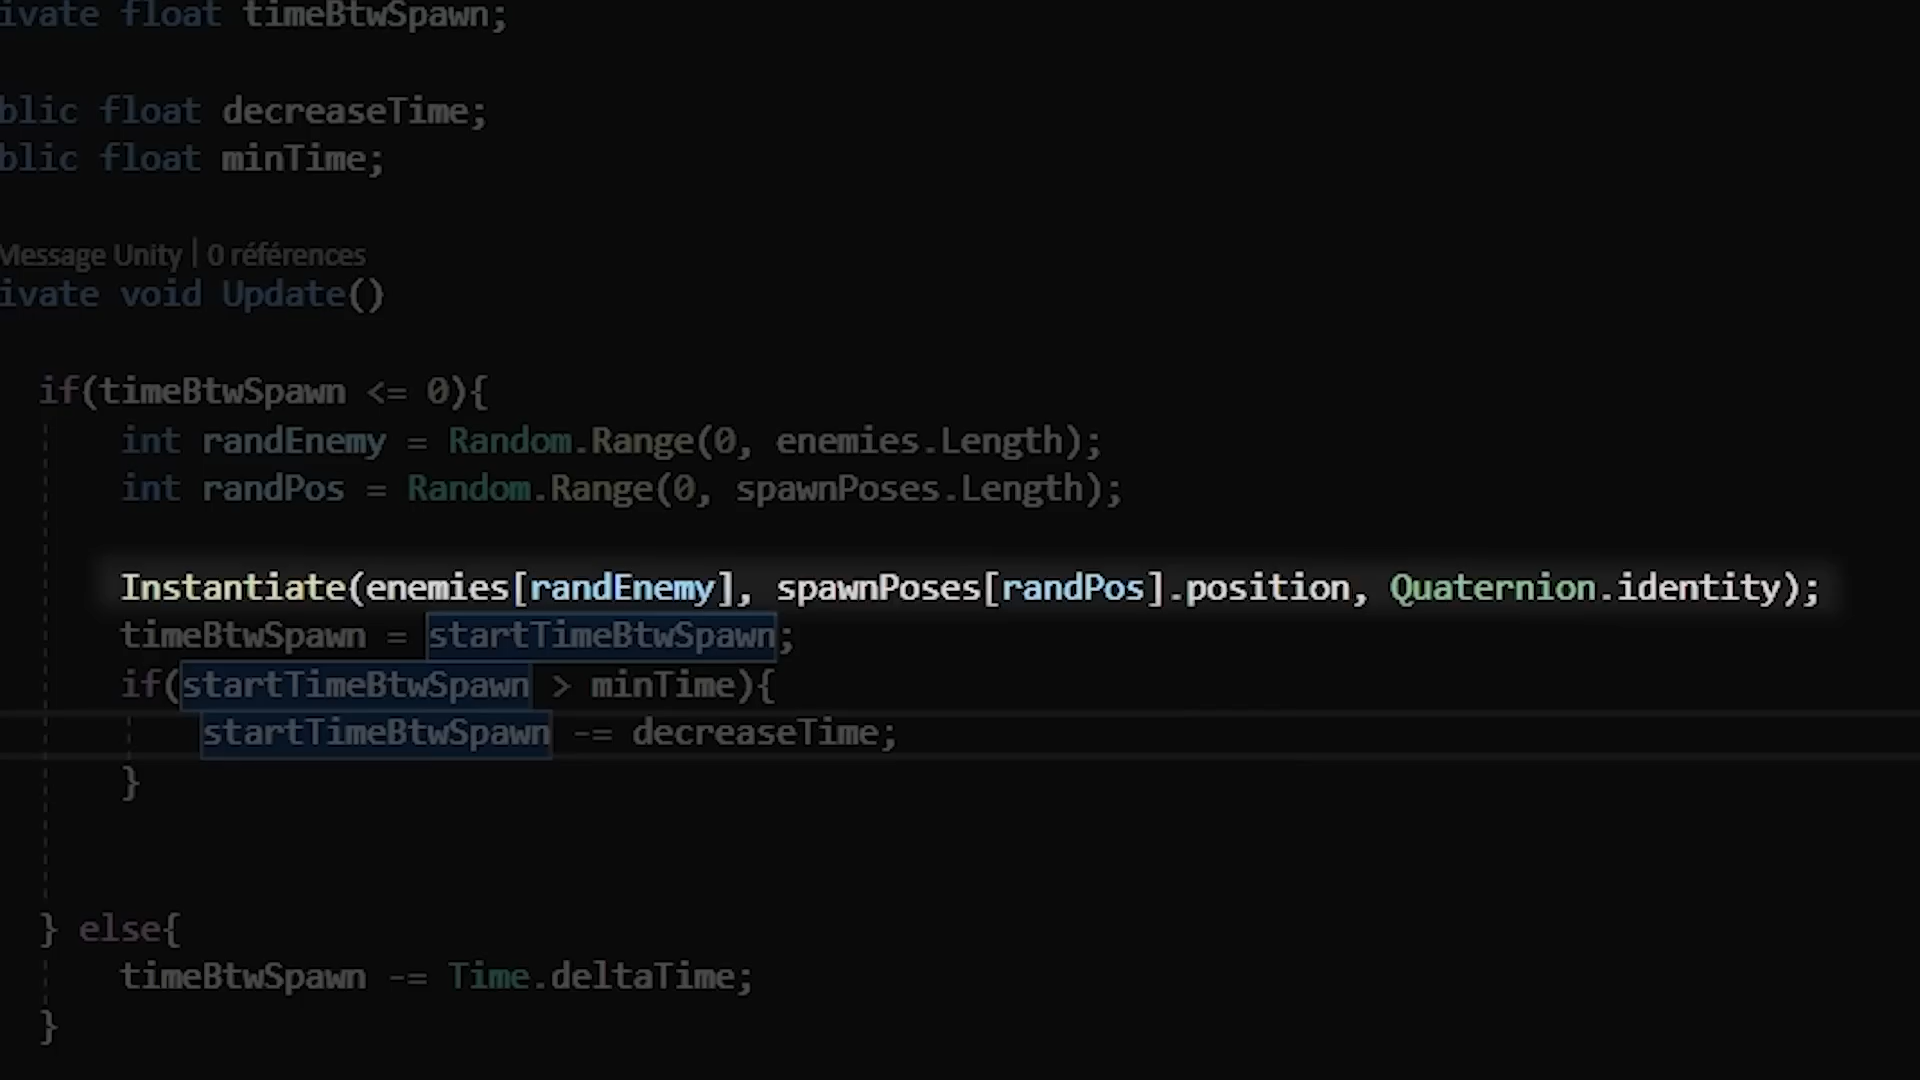 ivate float timeBtwSpawn;
blic float decreaseTime;
blic float minTime;
Message Unity | 0 références
ivate void Update()
if(timeBtwSpawn <= 0){
int randEnemy = Random.Range(0, enemies.Length);
int randPos = Random.Range(0, spawnPoses.Length);
Instantiate(enemies[randEnemy], spawnPoses[randPos].position, Quaternion.identity);
timeBtwSpawn = startTimeBtwSpawn;
if(startTimeBtwSpawn > minTime){
startTimeBtwSpawn -= decreaseTime;
}
} else{
timeBtwSpawn -= Time.deltaTime;
}